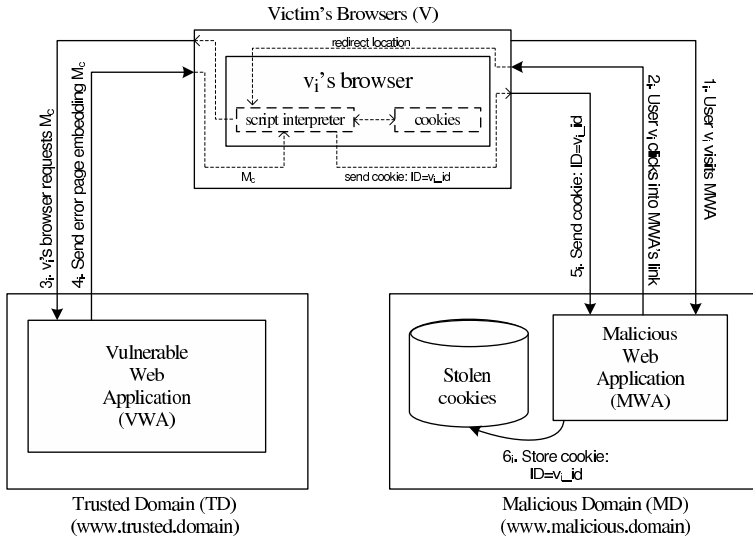 Victim's Browsers (V)
redirect location
vi's browser
script interpreter
cookies
Mc
send cookie: ID=vi_id
3i. vi's browser requests Mc
4i. Send error page embedding Mc
5i. Send cookie: ID=vi_id
2i. User vi clicks into MWA's link
1i. User vi visits MWA
Vulnerable
Web
Application
(VWA)
Stolen
cookies
Malicious
Web
Application
(MWA)
6i. Store cookie:
ID=vi_id
Trusted Domain (TD)
(www.trusted.domain)
Malicious Domain (MD)
(www.malicious.domain)